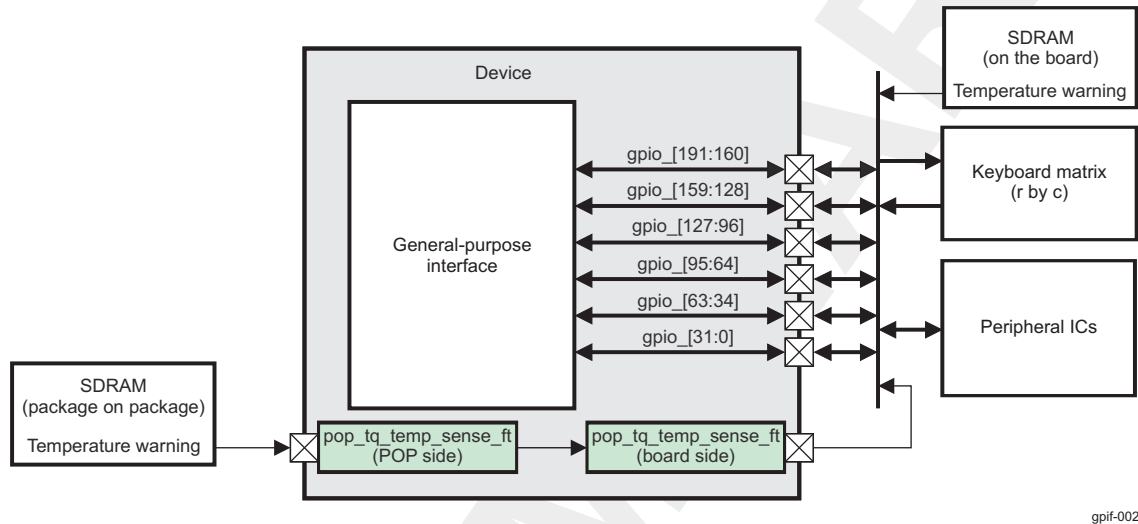 SDRAM
(on the board)
Temperature warning
Device
gpio_[191:160]
gpio_[159:128]
gpio_[127:96]
gpio_[95:64]
gpio_[63:34]
gpio_[31:0]
General-purpose
interface
Keyboard matrix
(r by c)
Peripheral ICs
SDRAM
(package on package)
Temperature warning
pop_tq_temp_sense_ft
(POP side)
pop_tq_temp_sense_ft
(board side)
gpif-002